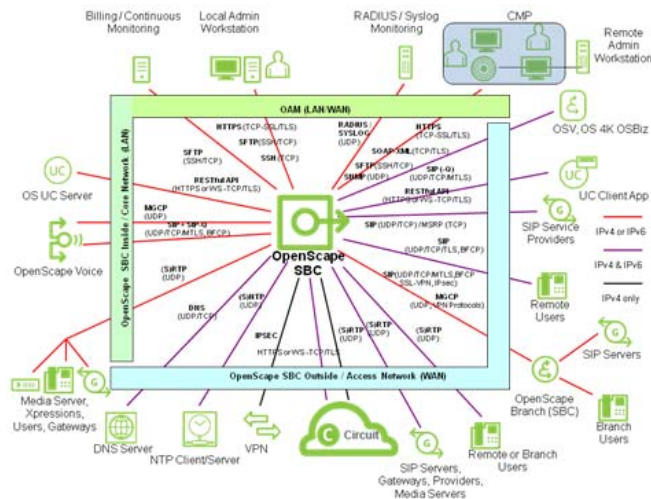 Billing / Continuous
Monitoring
Local Admin
Workstation
RADIUS / Syslog
Monitoring
CMP
Remote
Admin
Workstation
OAM (LAN/WAN)
HTTPS (TCP-SSL/TLS)
SFTP (SSH/TCP)
SSH (TCP)
SFTP
(SSH/TCP)
RADIUS /
SYSLOG
(UDP)
HTTPS
(TCP-SSL/TLS)
SOAP-XML (TCP/TLS)
SFTP (SSH/TCP)
SNMP (UDP)
OSV, OS 4K OSBiz
OS UC Server
RESTful API
(HTTPS or WS -TCP/TLS)
SIP (-Q)
(UDP/TCP/MTLS)
RESTful API
(HTTPS or WS -TCP/TLS)
UC
UC
UC Client App
MGCP
(UDP)
SIP + SIP-Q
(UDP/TCP/MTLS, BFCP)
SIP (UDP/TCP) / MSRP (TCP)
G
SIP Service
Providers
IPv4 or IPv6
IPv4 & IPv6
IPv4 only
OpenScape Voice
OpenScape
SBC
SIP
(UDP/TCP/TLS, BFCP)
Remote
Users
OpenScape SBC Inside / Core Network (LAN)
(S)RTP
(UDP)
SIP (UDP/TCP/MTLS,BFCP
SSL-VPN, IPsec)
MGCP
(UDP, VPN Protocols)
DNS
(UDP/TCP)
(S)NTP
(UDP)
(S)RTP
(UDP)
(S)RTP
(UDP)
(S)RTP
(UDP)
IPSEC
HTTPS or WS -TCP/TLS
G
SIP Servers
OpenScape SBC Outside / Access Network (WAN)
G
Media Server,
Xpressions,
Users, Gateways
DNS Server
NTP Client/Server
VPN
C Circuit
G
SIP Servers,
Gateways, Providers,
Media Servers
Remote or Branch
Users
OpenScape
Branch (SBC)
Branch
Users